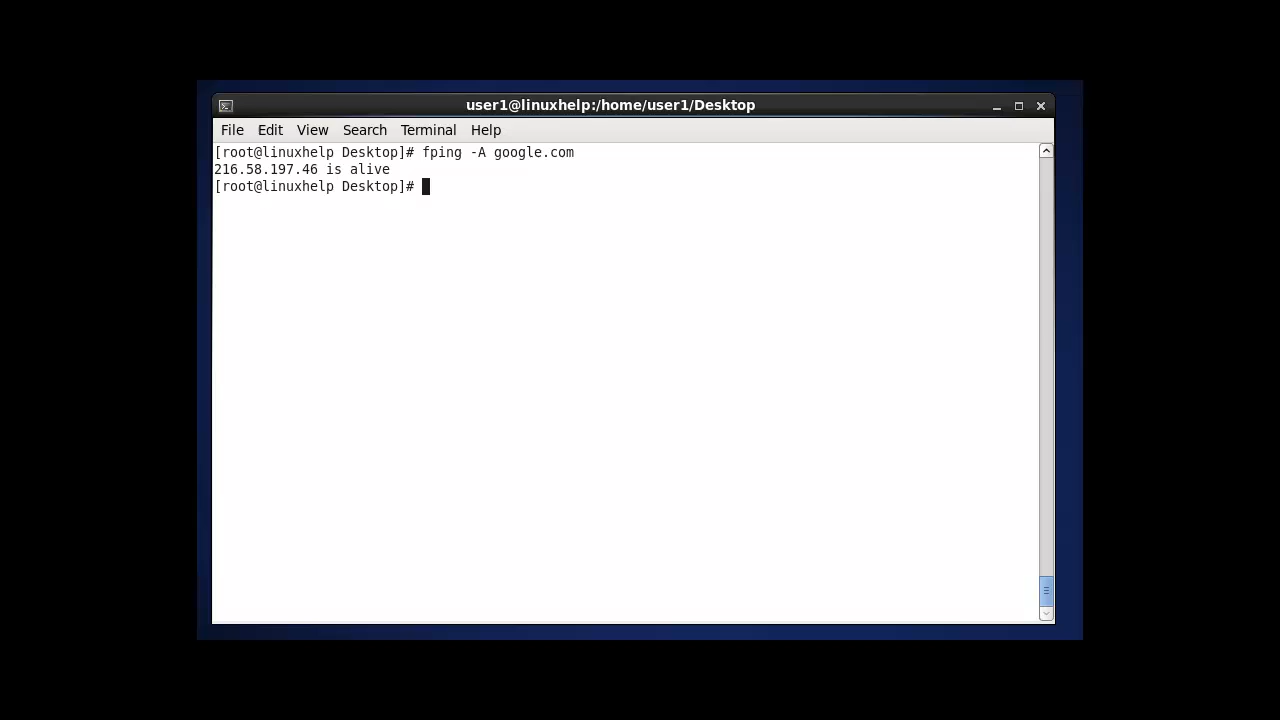 user1@linuxhelp:/home/user1/Desktop
File Edit View Search Terminal Help
[root@linuxhelp Desktop]# fping -A google.com
216.58.197.46 is alive
[root@linuxhelp Desktop]#